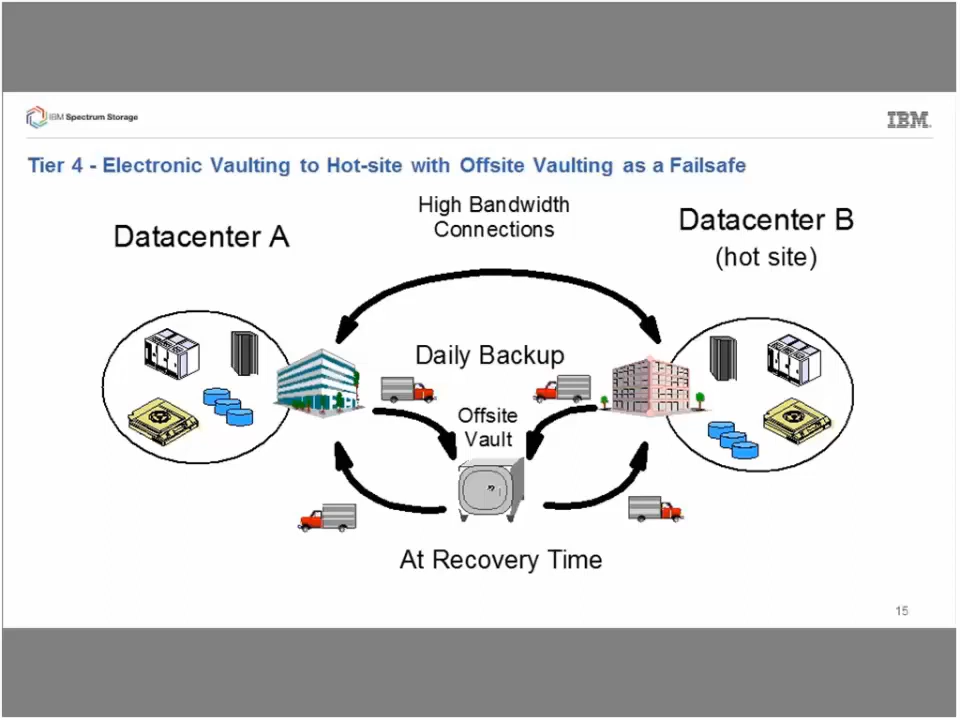 IBM Spectrum Storage
IBM
Tier 4 - Electronic Vaulting to Hot-site with Offsite Vaulting as a Failsafe
High Bandwidth
Connections
Datacenter A
Datacenter B
(hot site)
Daily Backup
Offsite
Vault
At Recovery Time
15